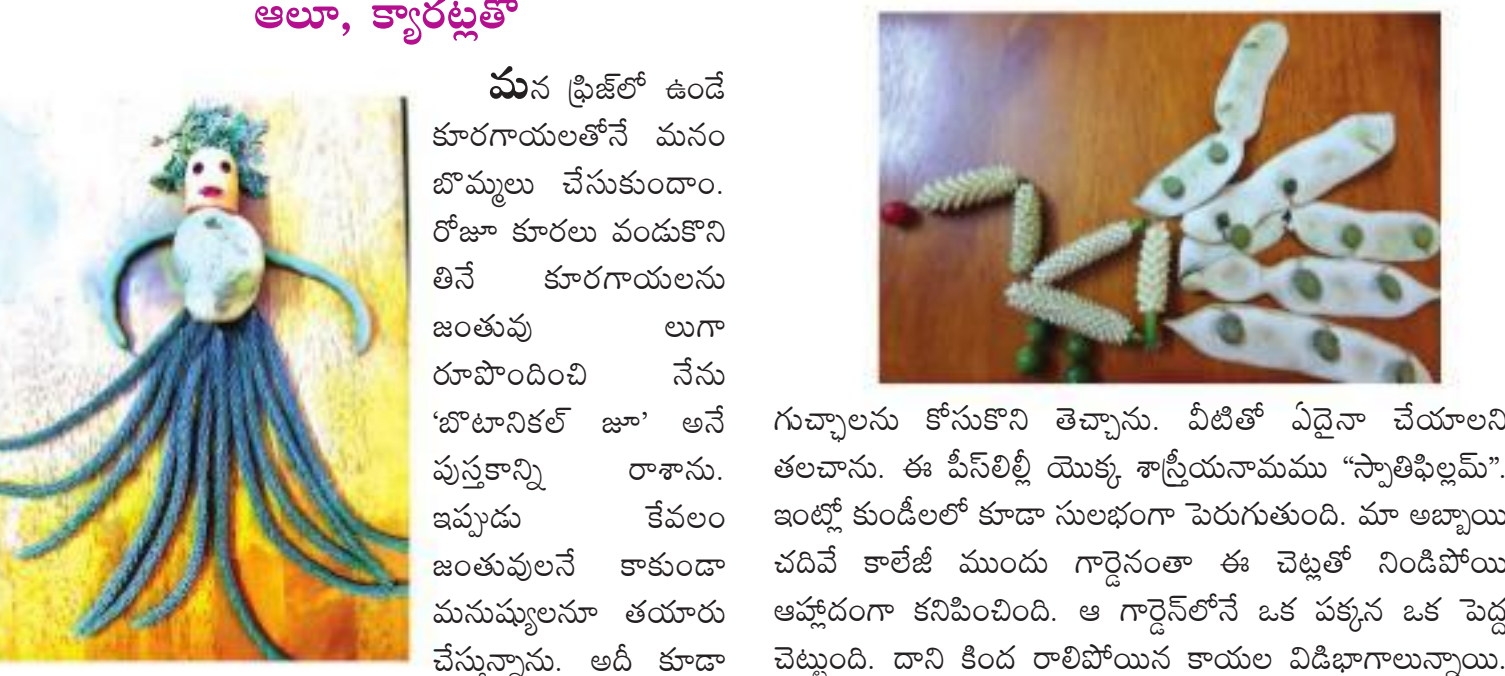 ఆలూ, క్యారట్లతో
మన ఫ్రిజ్‌లో ఉండే
కూరగాయలతోనే మనం
బొమ్మలు చేసుకుందాం.
రోజూ కూరలు వండుకొని
తినే కూరగాయలను
జంతువు లుగా
రూపొందించి నేను
‘బొటానికల్ జూ’ అనే
పుస్తకాన్ని రాశాను.
ఇప్పుడు కేవలం
జంతువులనే కాకుండా
మనుష్యులనూ తయారు
చేస్తున్నాను. అదీ కూడా
గుచ్ఛాలను కోసుకొని తెచ్చాను. వీటితో ఏదైనా చేయాలని
తలచాను. ఈ పీస్‌లిల్లీ యొక్క శాస్త్రీయనామము “స్పాతిఫిల్లమ్”.
ఇంట్లో కుండీలలో కూడా సులభంగా పెరుగుతుంది. మా అబ్బాయి
చదివే కాలేజీ ముందు గార్డెనంతా ఈ చెట్లతో నిండిపోయి
ఆహ్లాదంగా కనిపించింది. ఆ గార్డెన్‌లోనే ఒక పక్కన ఒక పెద్ద
చెట్టుంది. దాని కింద రాలిపోయిన కాయల విడిభాగాలున్నాయి.